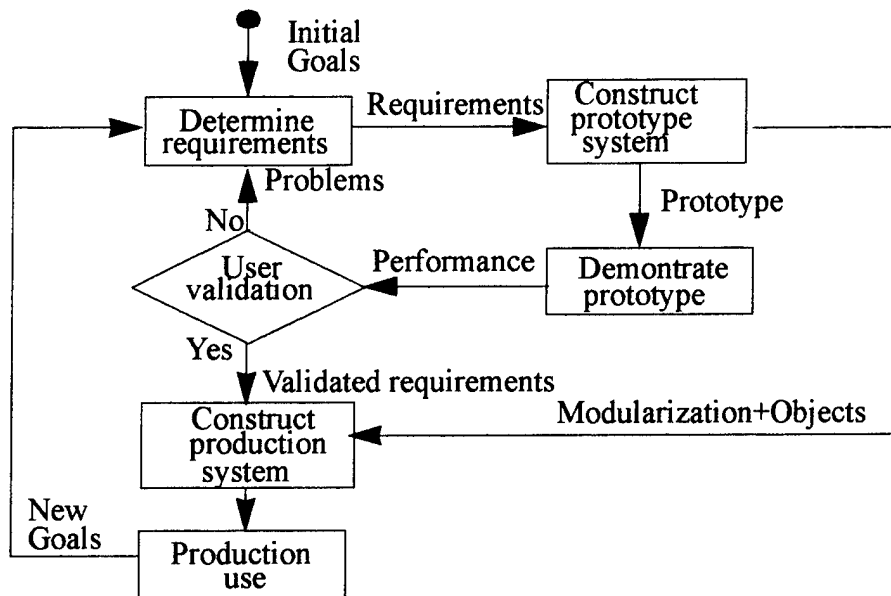 Initial
Goals
Determine
requirements
Requirements
Construct
prototype
system
Problems
No
Prototype
User
validation
Performance
Demontrate
prototype
Yes
Validated requirements
Construct
production
system
Modularization+Objects
New
Goals
Production
use